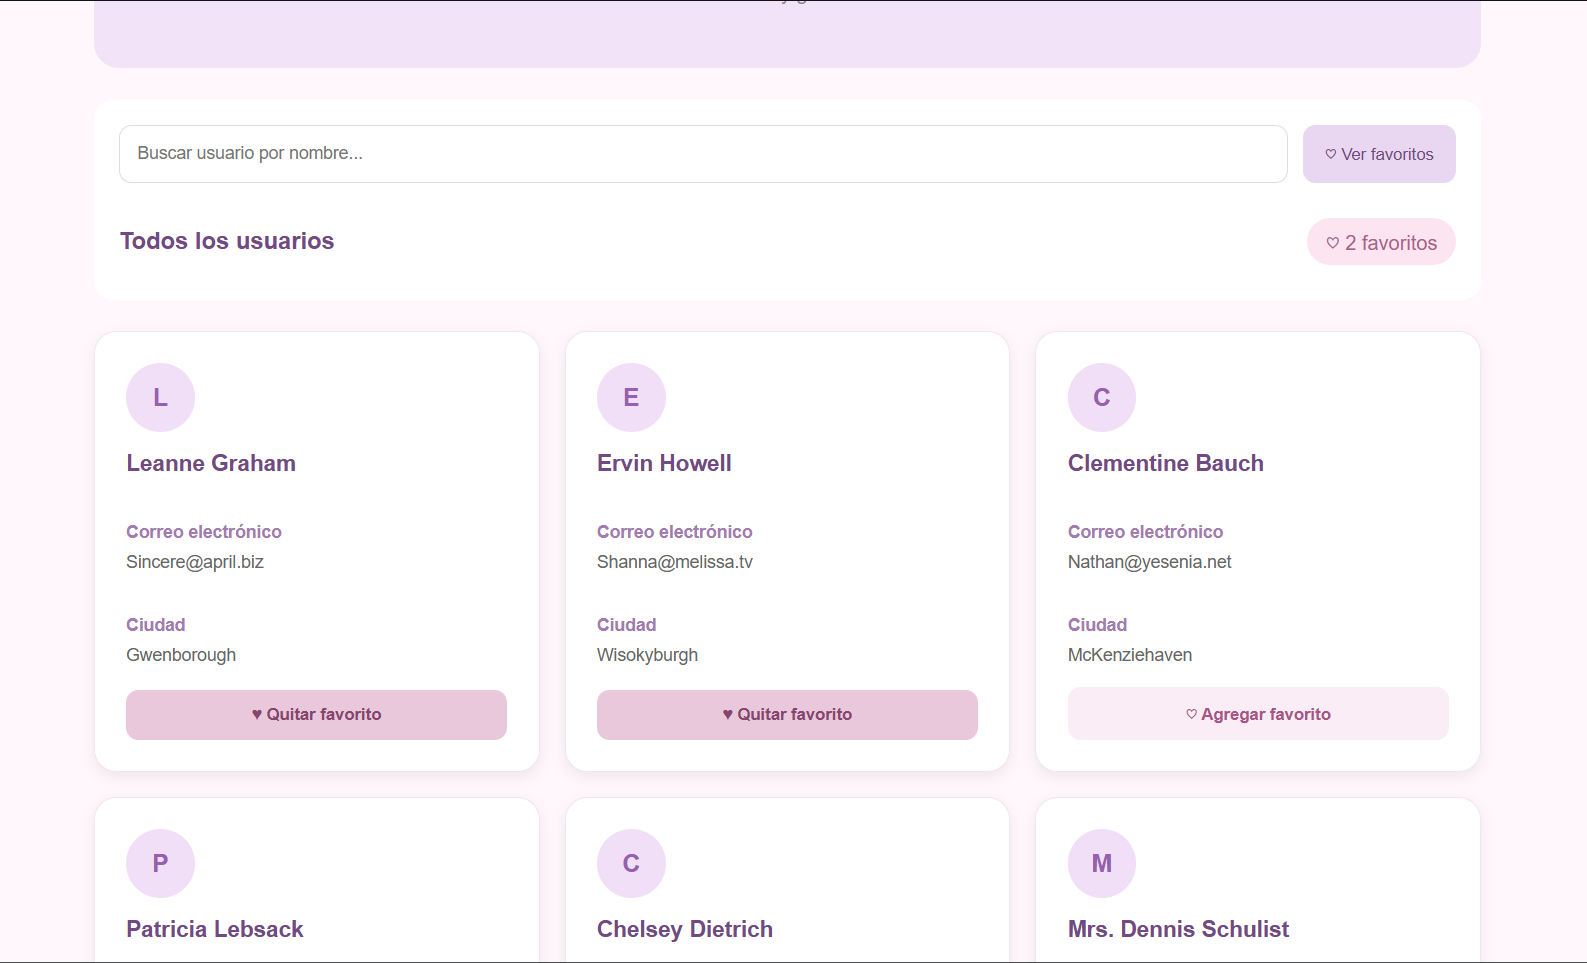 Buscar usuario por nombre...
♡ Ver favoritos
Todos los usuarios
♡ 2 favoritos
L
Leanne Graham
Correo electrónico
Sincere@april.biz
Ciudad
Gwenborough
♥ Quitar favorito
E
Ervin Howell
Correo electrónico
Shanna@melissa.tv
Ciudad
Wisokyburgh
♥ Quitar favorito
C
Clementine Bauch
Correo electrónico
Nathan@yesenia.net
Ciudad
McKenziehaven
♡ Agregar favorito
P
Patricia Lebsack
C
Chelsey Dietrich
M
Mrs. Dennis Schulist